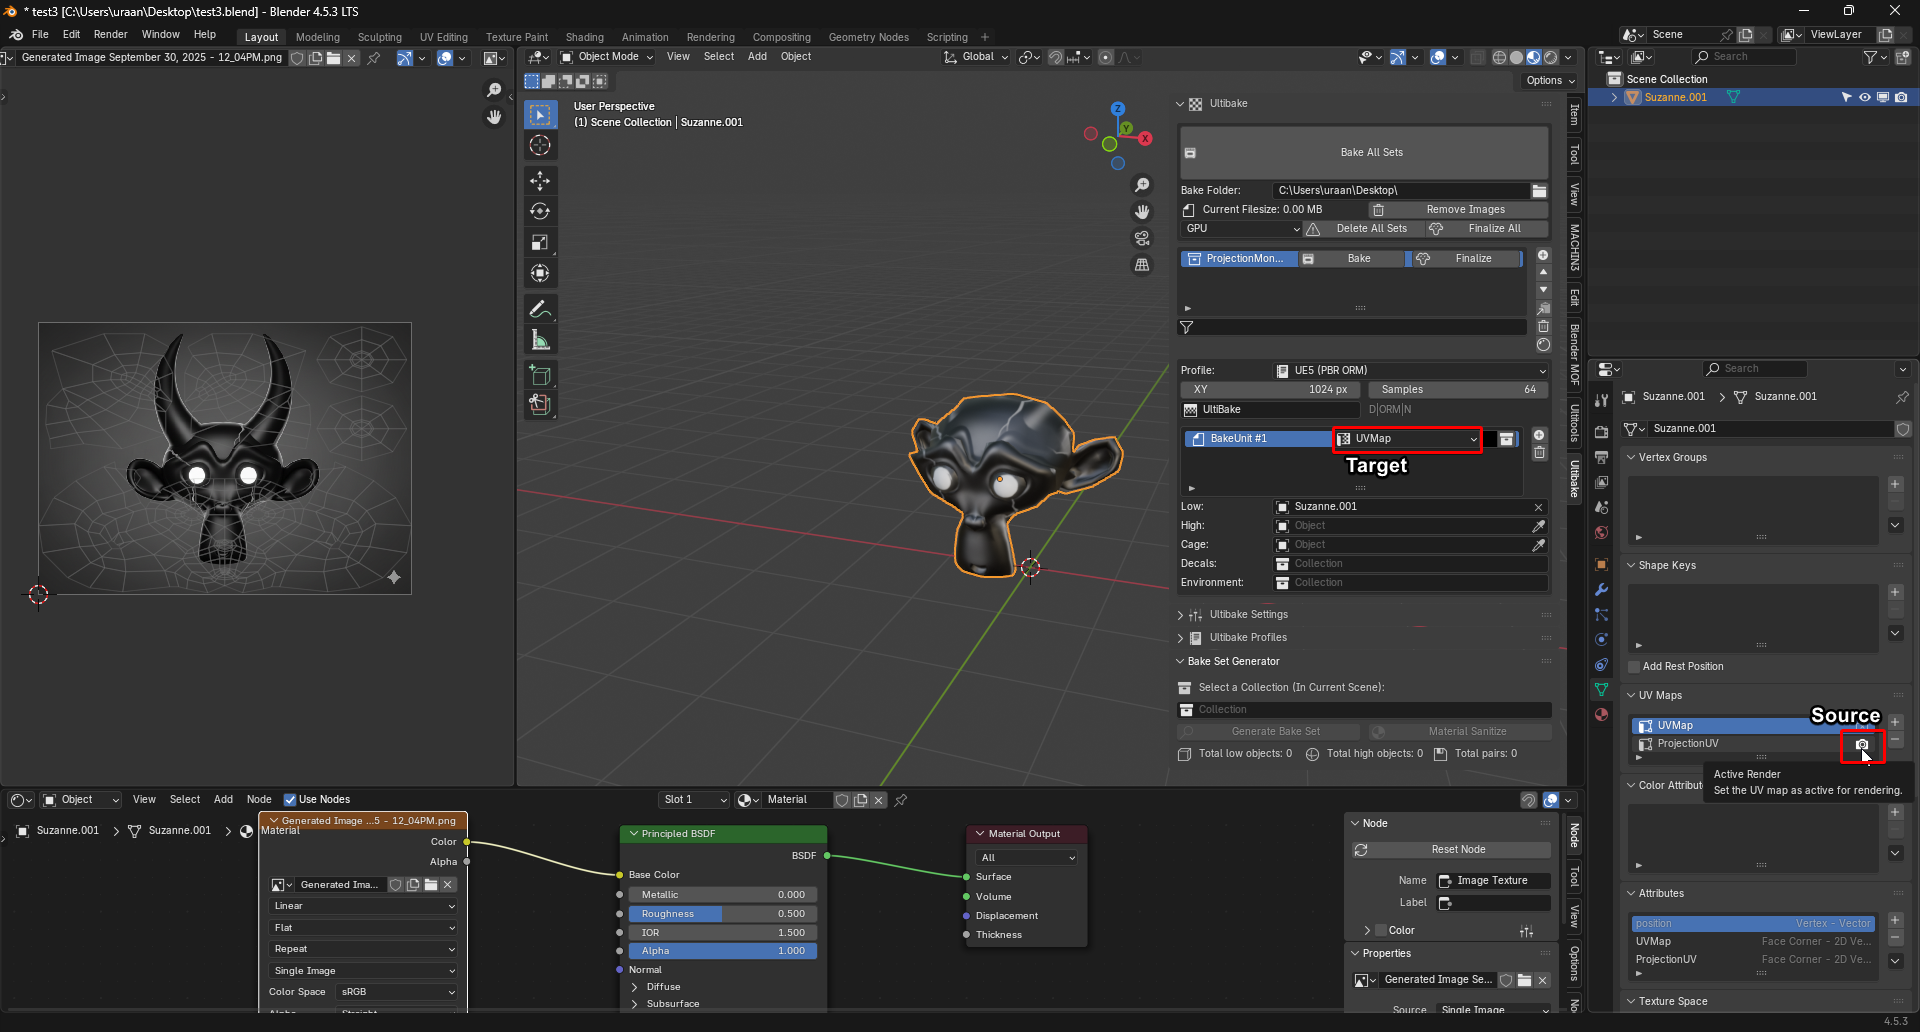 * test3 [C:\Users\uraan\Desktop\test3.blend] - Blender 4.5.3 LTS
File Edit Render Window Help Layout Modeling Sculpting UV Editing Texture Paint Shading Animation Rendering Compositing Geometry Nodes Scripting + Scene ViewLayer
Generated Image September 30, 2025 - 12_04PM.png
Object Mode View Select Add Object Global
Search
Options
User Perspective
(1) Scene Collection | Suzanne.001
Z
Y
X
Ultibake
Bake All Sets
Bake Folder: C:\Users\uraan\Desktop\
Current Filesize: 0.00 MB Remove Images
GPU Delete All Sets Finalize All
ProjectionMon... Bake Finalize
Profile: UE5 (PBR ORM)
XY 1024 px Samples 64
UltiBake D|ORM|N
BakeUnit #1 UVMap
Target
Low: Suzanne.001
High: Object
Cage: Object
Decals: Collection
Environment: Collection
Ultibake Settings
Ultibake Profiles
Bake Set Generator
Select a Collection (In Current Scene):
Collection
Generate Bake Set Material Sanitize
Total low objects: 0 Total high objects: 0 Total pairs: 0
Item
Tool
View
MACHIN3
Edit
Blender MOF
Ultitools
Ultibake
Scene Collection
Suzanne.001
Search
Suzanne.001 Suzanne.001
Suzanne.001
Vertex Groups
Shape Keys
Add Rest Position
UV Maps
Source
UVMap
ProjectionUV
Active Render
Set the UV map as active for rendering.
Color Attribut
Attributes
position Vertex - Vector
UVMap Face Corner - 2D Ve...
ProjectionUV Face Corner - 2D Ve...
Texture Space
4.5.3
Object View Select Add Node Use Nodes Slot 1 Material
Suzanne.001 Suzanne.001 Material
Generated Image ...5 - 12_04PM.png
Color
Alpha
Generated Ima...
Linear
Flat
Repeat
Single Image
Color Space sRGB
Alpha Straight
Principled BSDF
BSDF
Base Color
Metallic 0.000
Roughness 0.500
IOR 1.500
Alpha 1.000
Normal
Diffuse
Subsurface
Material Output
All
Surface
Volume
Displacement
Thickness
Node
Reset Node
Name Image Texture
Label
Color
Properties
Generated Image Se...
Source Single Image
Node
Tool
View
Options
No